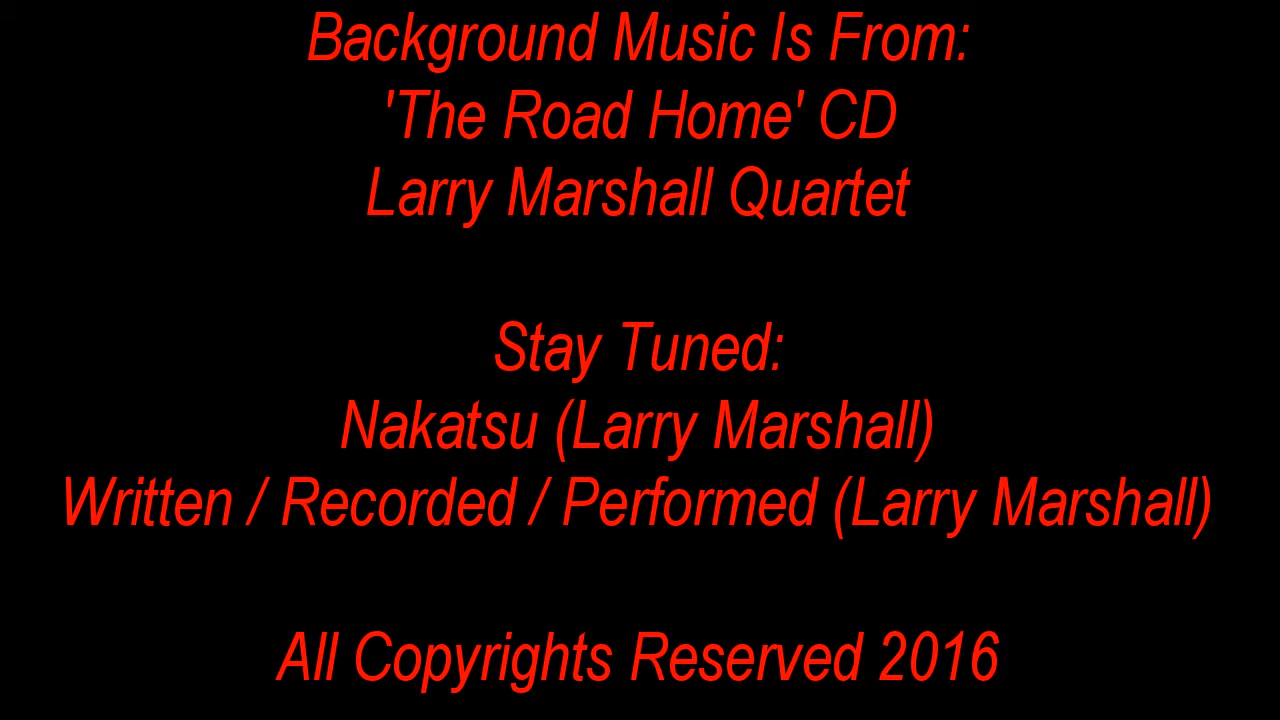 Background Music Is From:
'The Road Home' CD
Larry Marshall Quartet
Stay Tuned:
Nakatsu (Larry Marshall)
Written / Recorded / Performed (Larry Marshall)
All Copyrights Reserved 2016